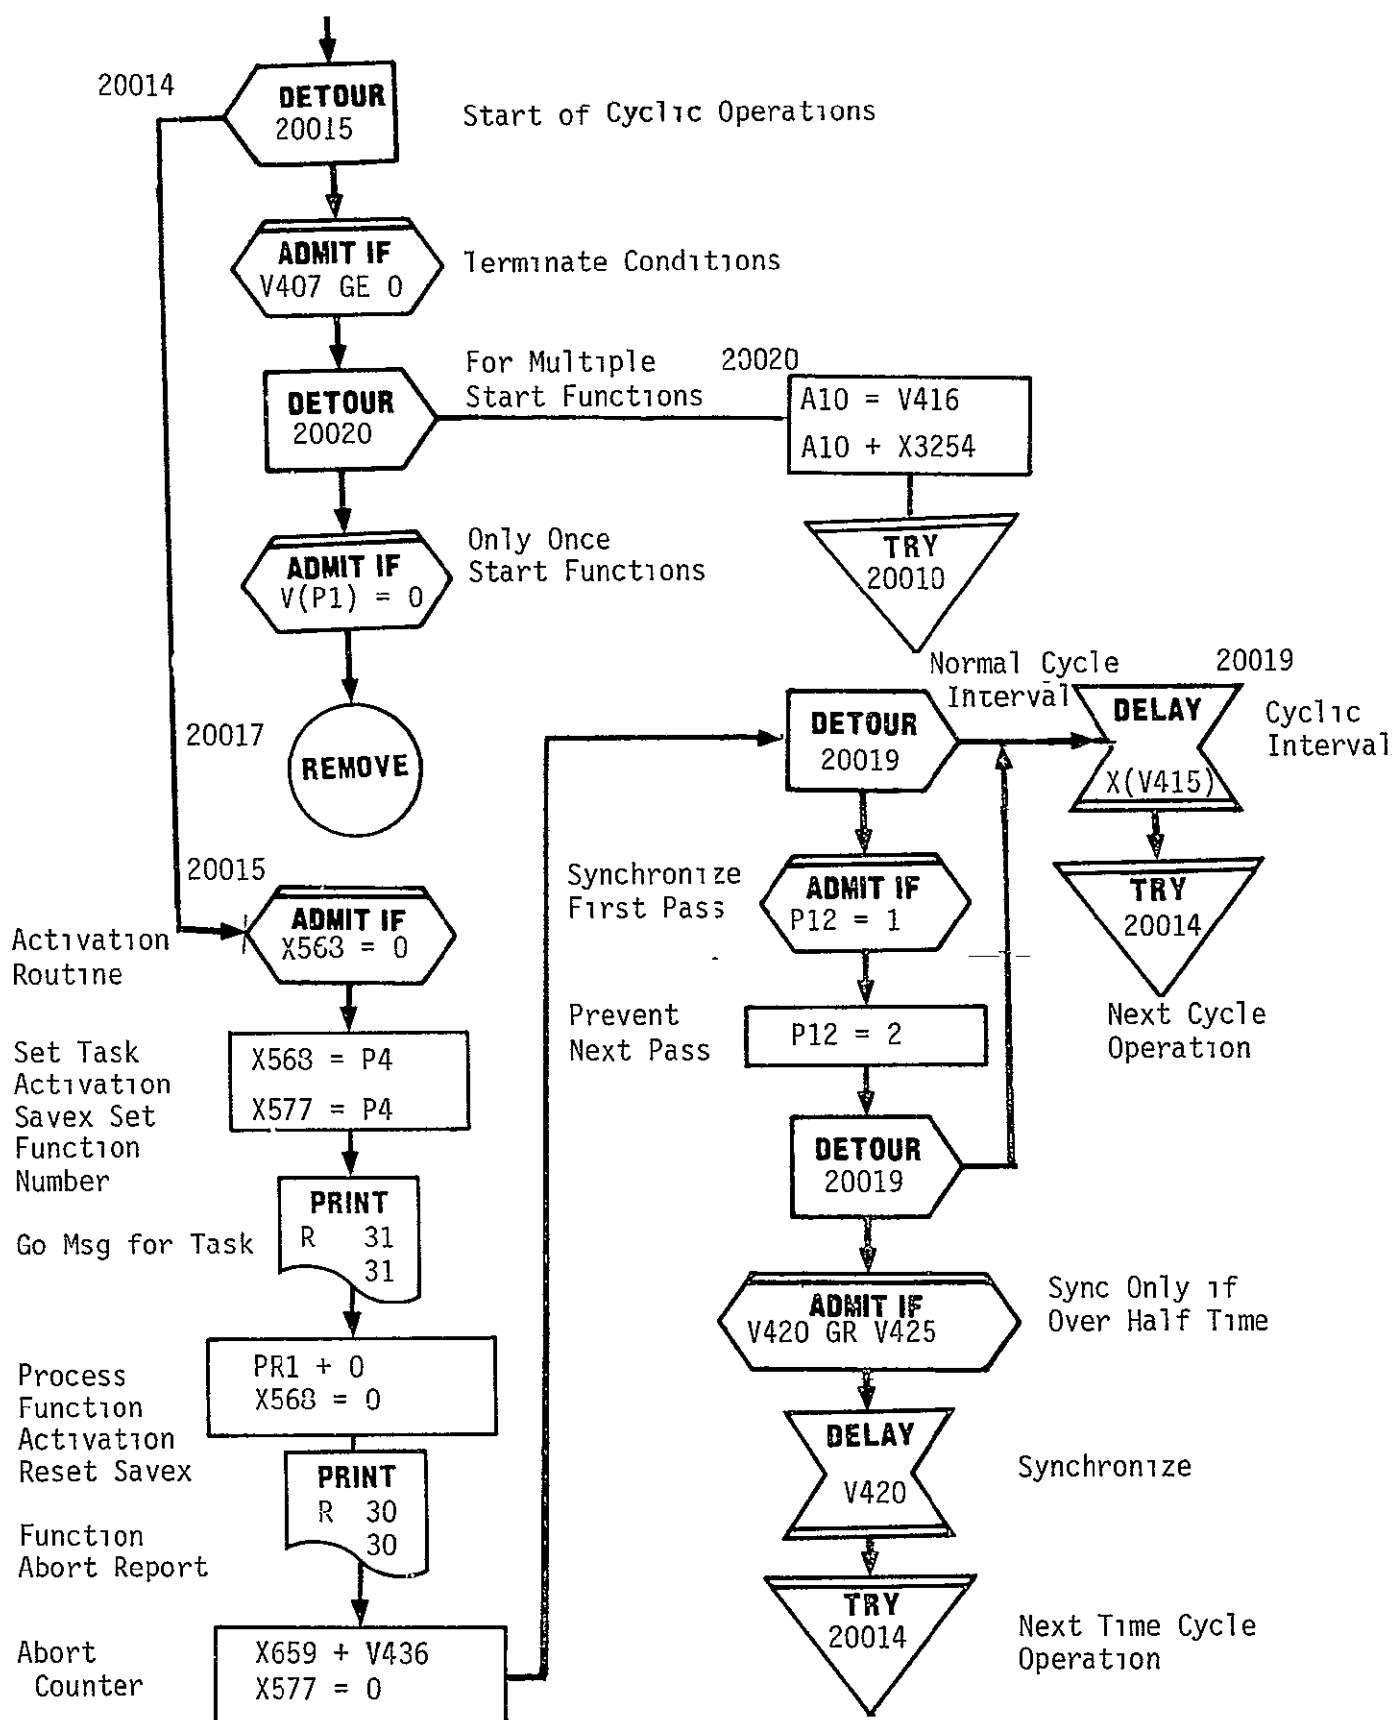 20014
DETOUR
20015
Start of Cyclic Operations
ADMIT IF
V407 GE 0
Terminate Conditions
DETOUR
20020
For Multiple
Start Functions
20020
A10 = V416
A10 + X3254
TRY
20010
ADMIT IF
V(P1) = 0
Only Once
Start Functions
20017
REMOVE
20015
ADMIT IF
X563 = 0
Activation
Routine
Set Task
Activation
Savex Set
Function
Number
X568 = P4
X577 = P4
Go Msg for Task
PRINT
R 31
31
Process
Function
Activation
Reset Savex
PR1 + 0
X568 = 0
Function
Abort Report
PRINT
R 30
30
Abort
Counter
X659 + V436
X577 = 0
DETOUR
20019
Normal Cycle
Interval
20019
DELAY
X(V415)
Cyclic
Interval
TRY
20014
Next Cycle
Operation
Synchronize
First Pass
ADMIT IF
P12 = 1
Prevent
Next Pass
P12 = 2
DETOUR
20019
ADMIT IF
V420 GR V425
Sync Only if
Over Half Time
DELAY
V420
Synchronize
TRY
20014
Next Time Cycle
Operation